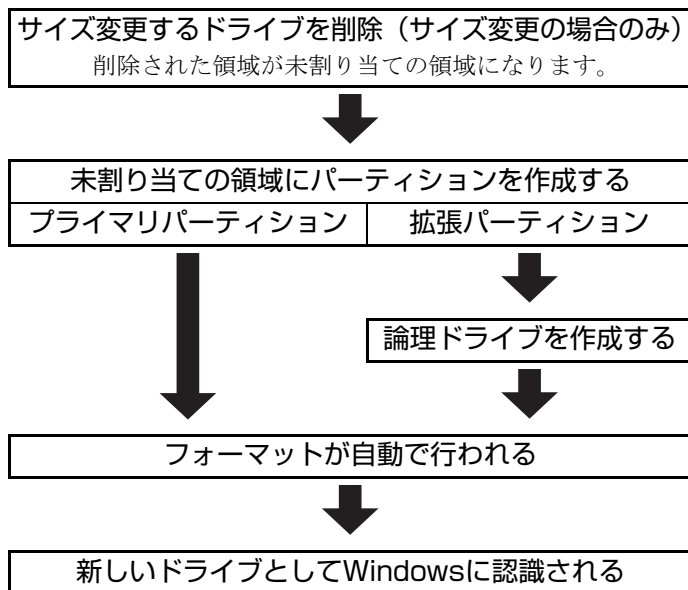 サイズ変更するドライブを削除（サイズ変更の場合のみ）
削除された領域が未割り当ての領域になります。
未割り当ての領域にパーティションを作成する
プライマリパーティション
拡張パーティション
論理ドライブを作成する
フォーマットが自動で行われる
新しいドライブとしてWindowsに認識される